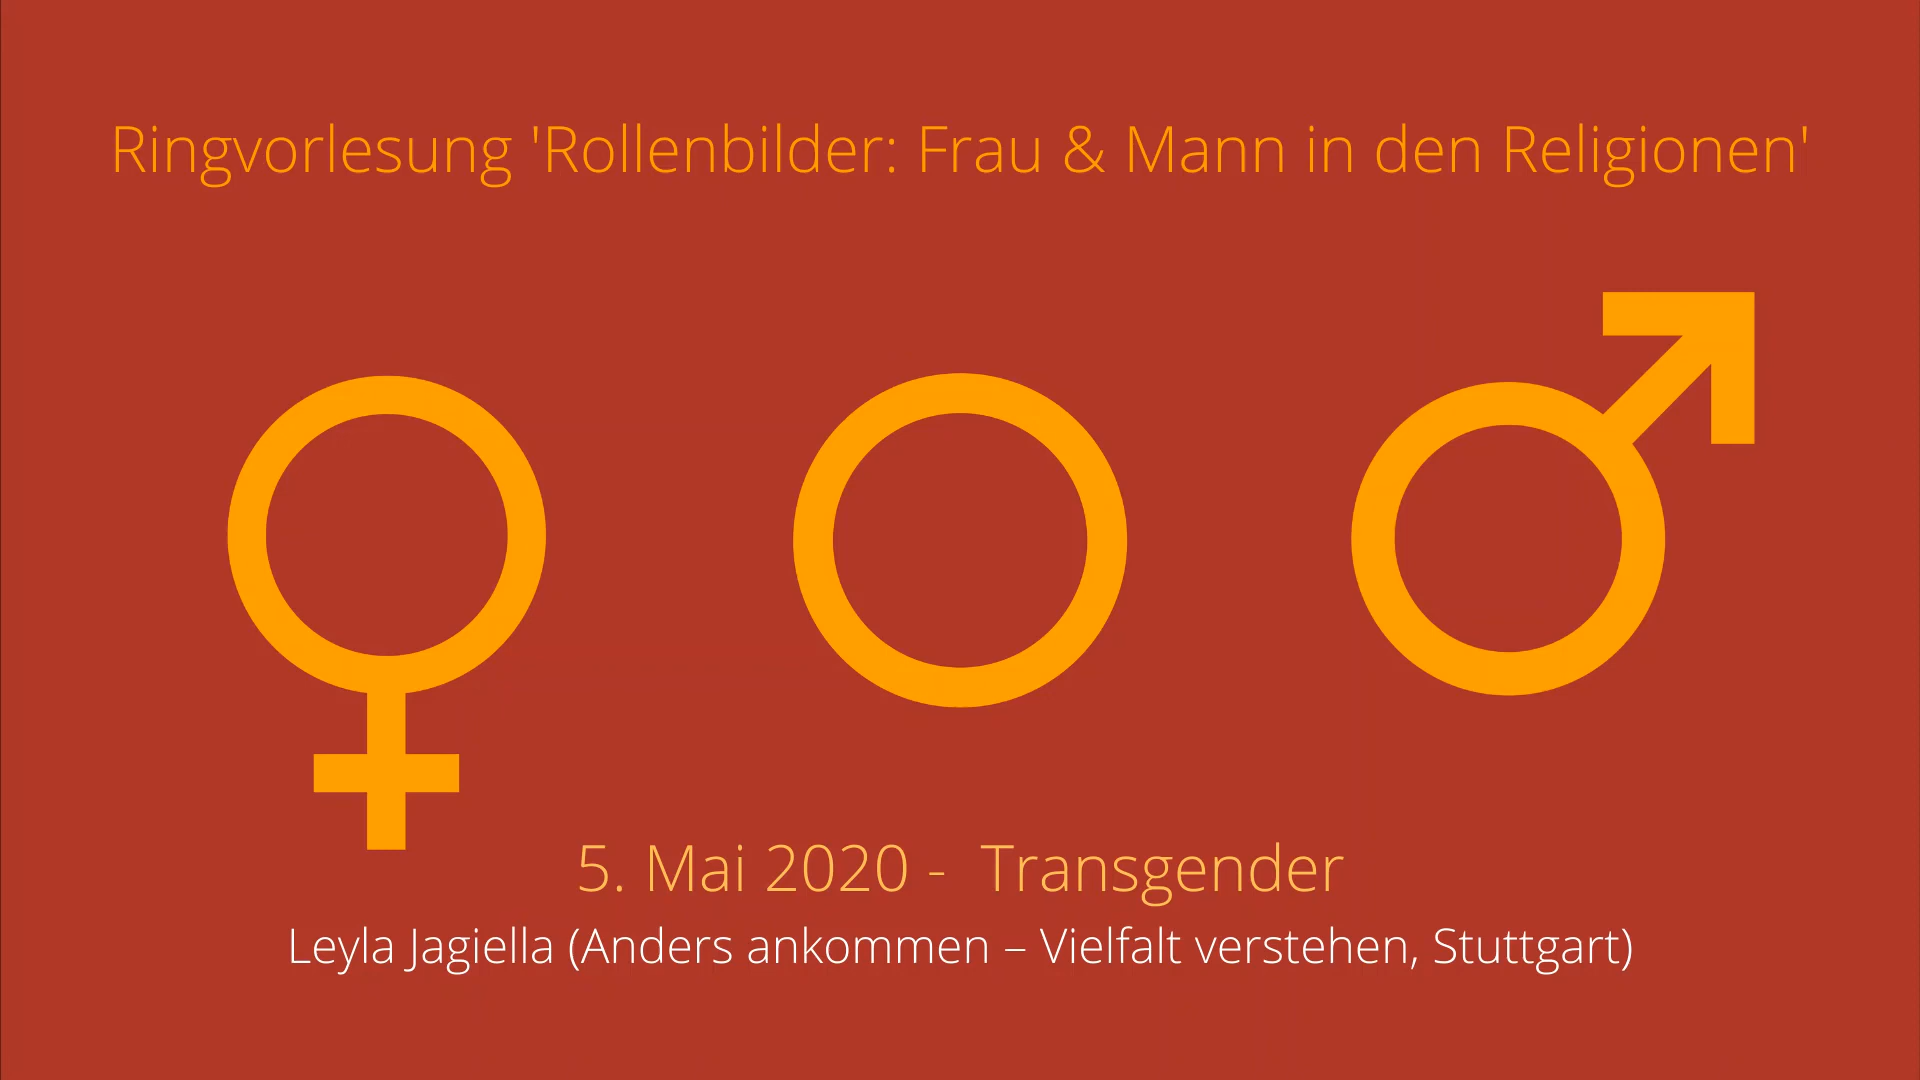 Ringvorlesung 'Rollenbilder: Frau & Mann in den Religionen'
5. Mai 2020 - Transgender
Leyla Jagiella (Anders ankommen – Vielfalt verstehen, Stuttgart)